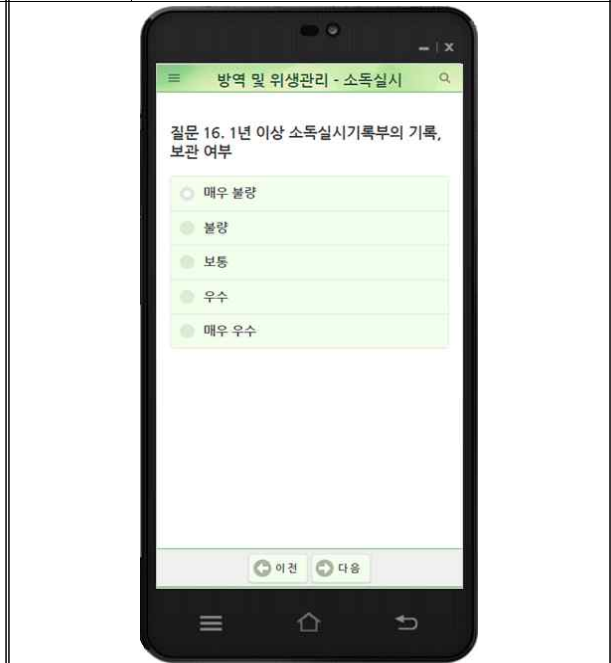 방역 및 위생관리 - 소독실시
질문 16. 1년 이상 소독실시기록부의 기록,
보관 여부
매우 불량
불량
보통
우수
매우 우수
이전 다음